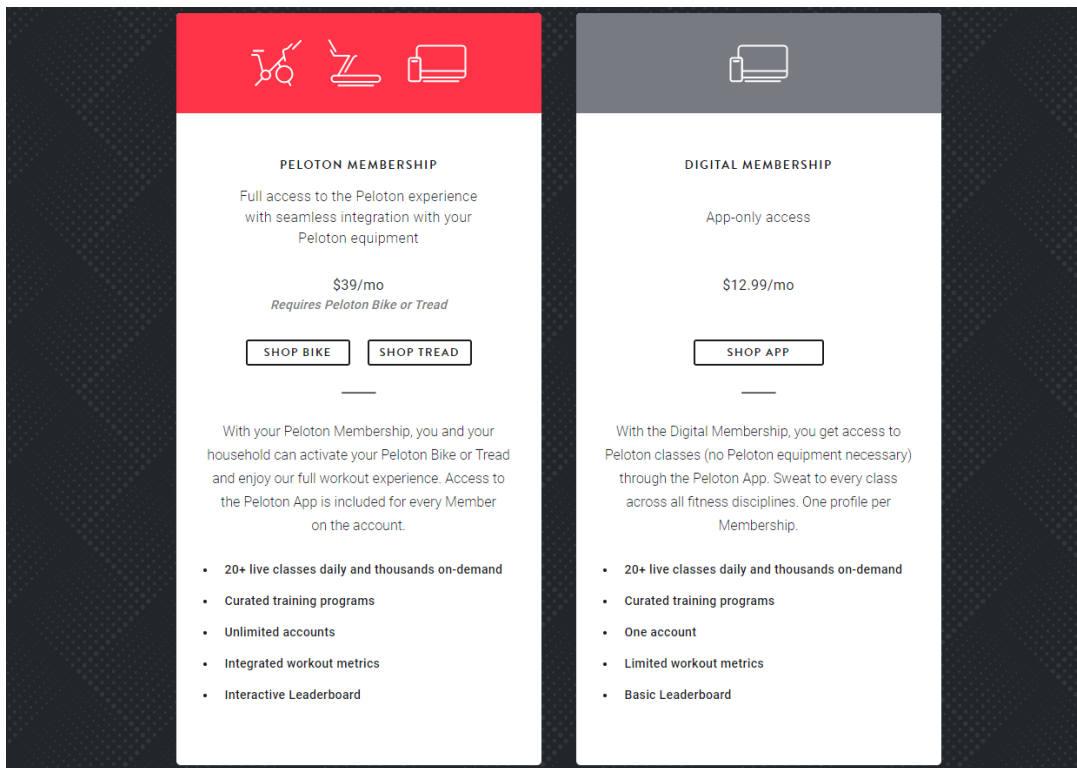 PELOTON MEMBERSHIP
Full access to the Peloton experience
with seamless integration with your
Peloton equipment
$39/mo
Requires Peloton Bike or Tread
SHOP BIKE
SHOP TREAD
With your Peloton Membership, you and your
household can activate your Peloton Bike or Tread
and enjoy our full workout experience. Access to
the Peloton App is included for every Member
on the account.
• 20+ live classes daily and thousands on-demand
• Curated training programs
• Unlimited accounts
• Integrated workout metrics
• Interactive Leaderboard
DIGITAL MEMBERSHIP
App-only access
$12.99/mo
SHOP APP
With the Digital Membership, you get access to
Peloton classes (no Peloton equipment necessary)
through the Peloton App. Sweat to every class
across all fitness disciplines. One profile per
Membership.
• 20+ live classes daily and thousands on-demand
• Curated training programs
• One account
• Limited workout metrics
• Basic Leaderboard